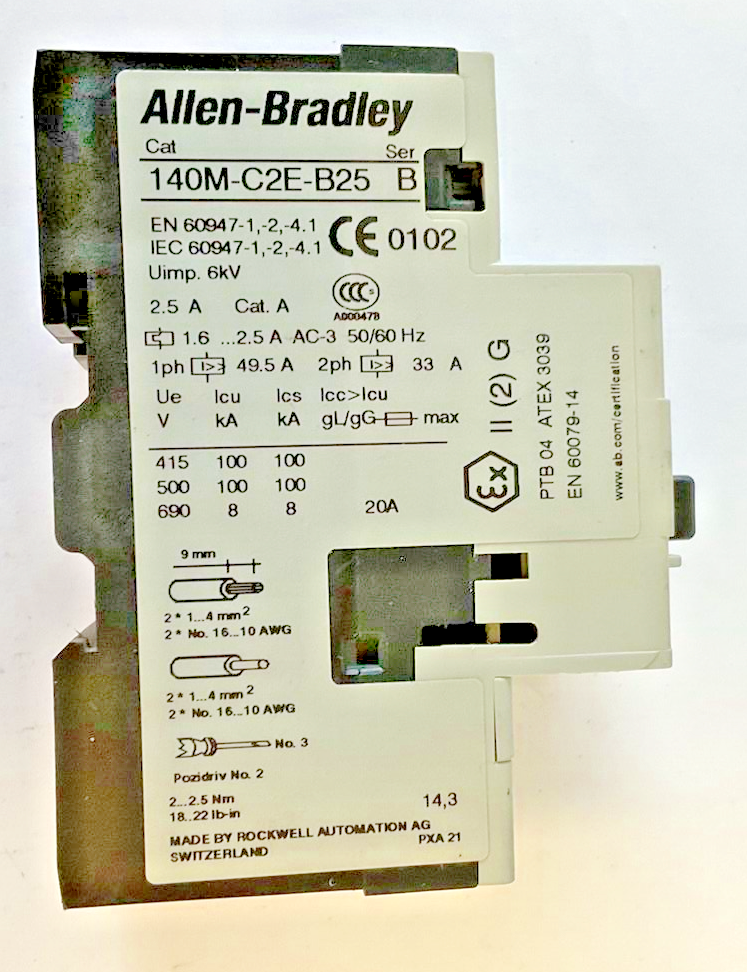 Allen-Bradley
Cat Ser
140M-C2E-B25 B
EN 60947-1,-2,-4.1
IEC 60947-1,-2,-4.1
CE 0102
Uimp. 6kV
CCC S
A000478
2.5 A Cat. A
1.6 ...2.5 A AC-3 50/60 Hz
1ph I>> 49.5 A 2ph I>> 33 A
Ue Icu Ics Icc>Icu
V kA kA gL/gG max
415 100 100
500 100 100
690 8 8 20A
Ex II (2) G
PTB 04 ATEX 3039
EN 60079-14
www.ab.com/certification
9 mm
2 * 1...4 mm²
2 * No. 16...10 AWG
2 * 1...4 mm²
2 * No. 16...10 AWG
No. 3
Pozidriv No. 2
2...2.5 Nm
18..22 lb-in
14,3
MADE BY ROCKWELL AUTOMATION AG
SWITZERLAND
PXA 21